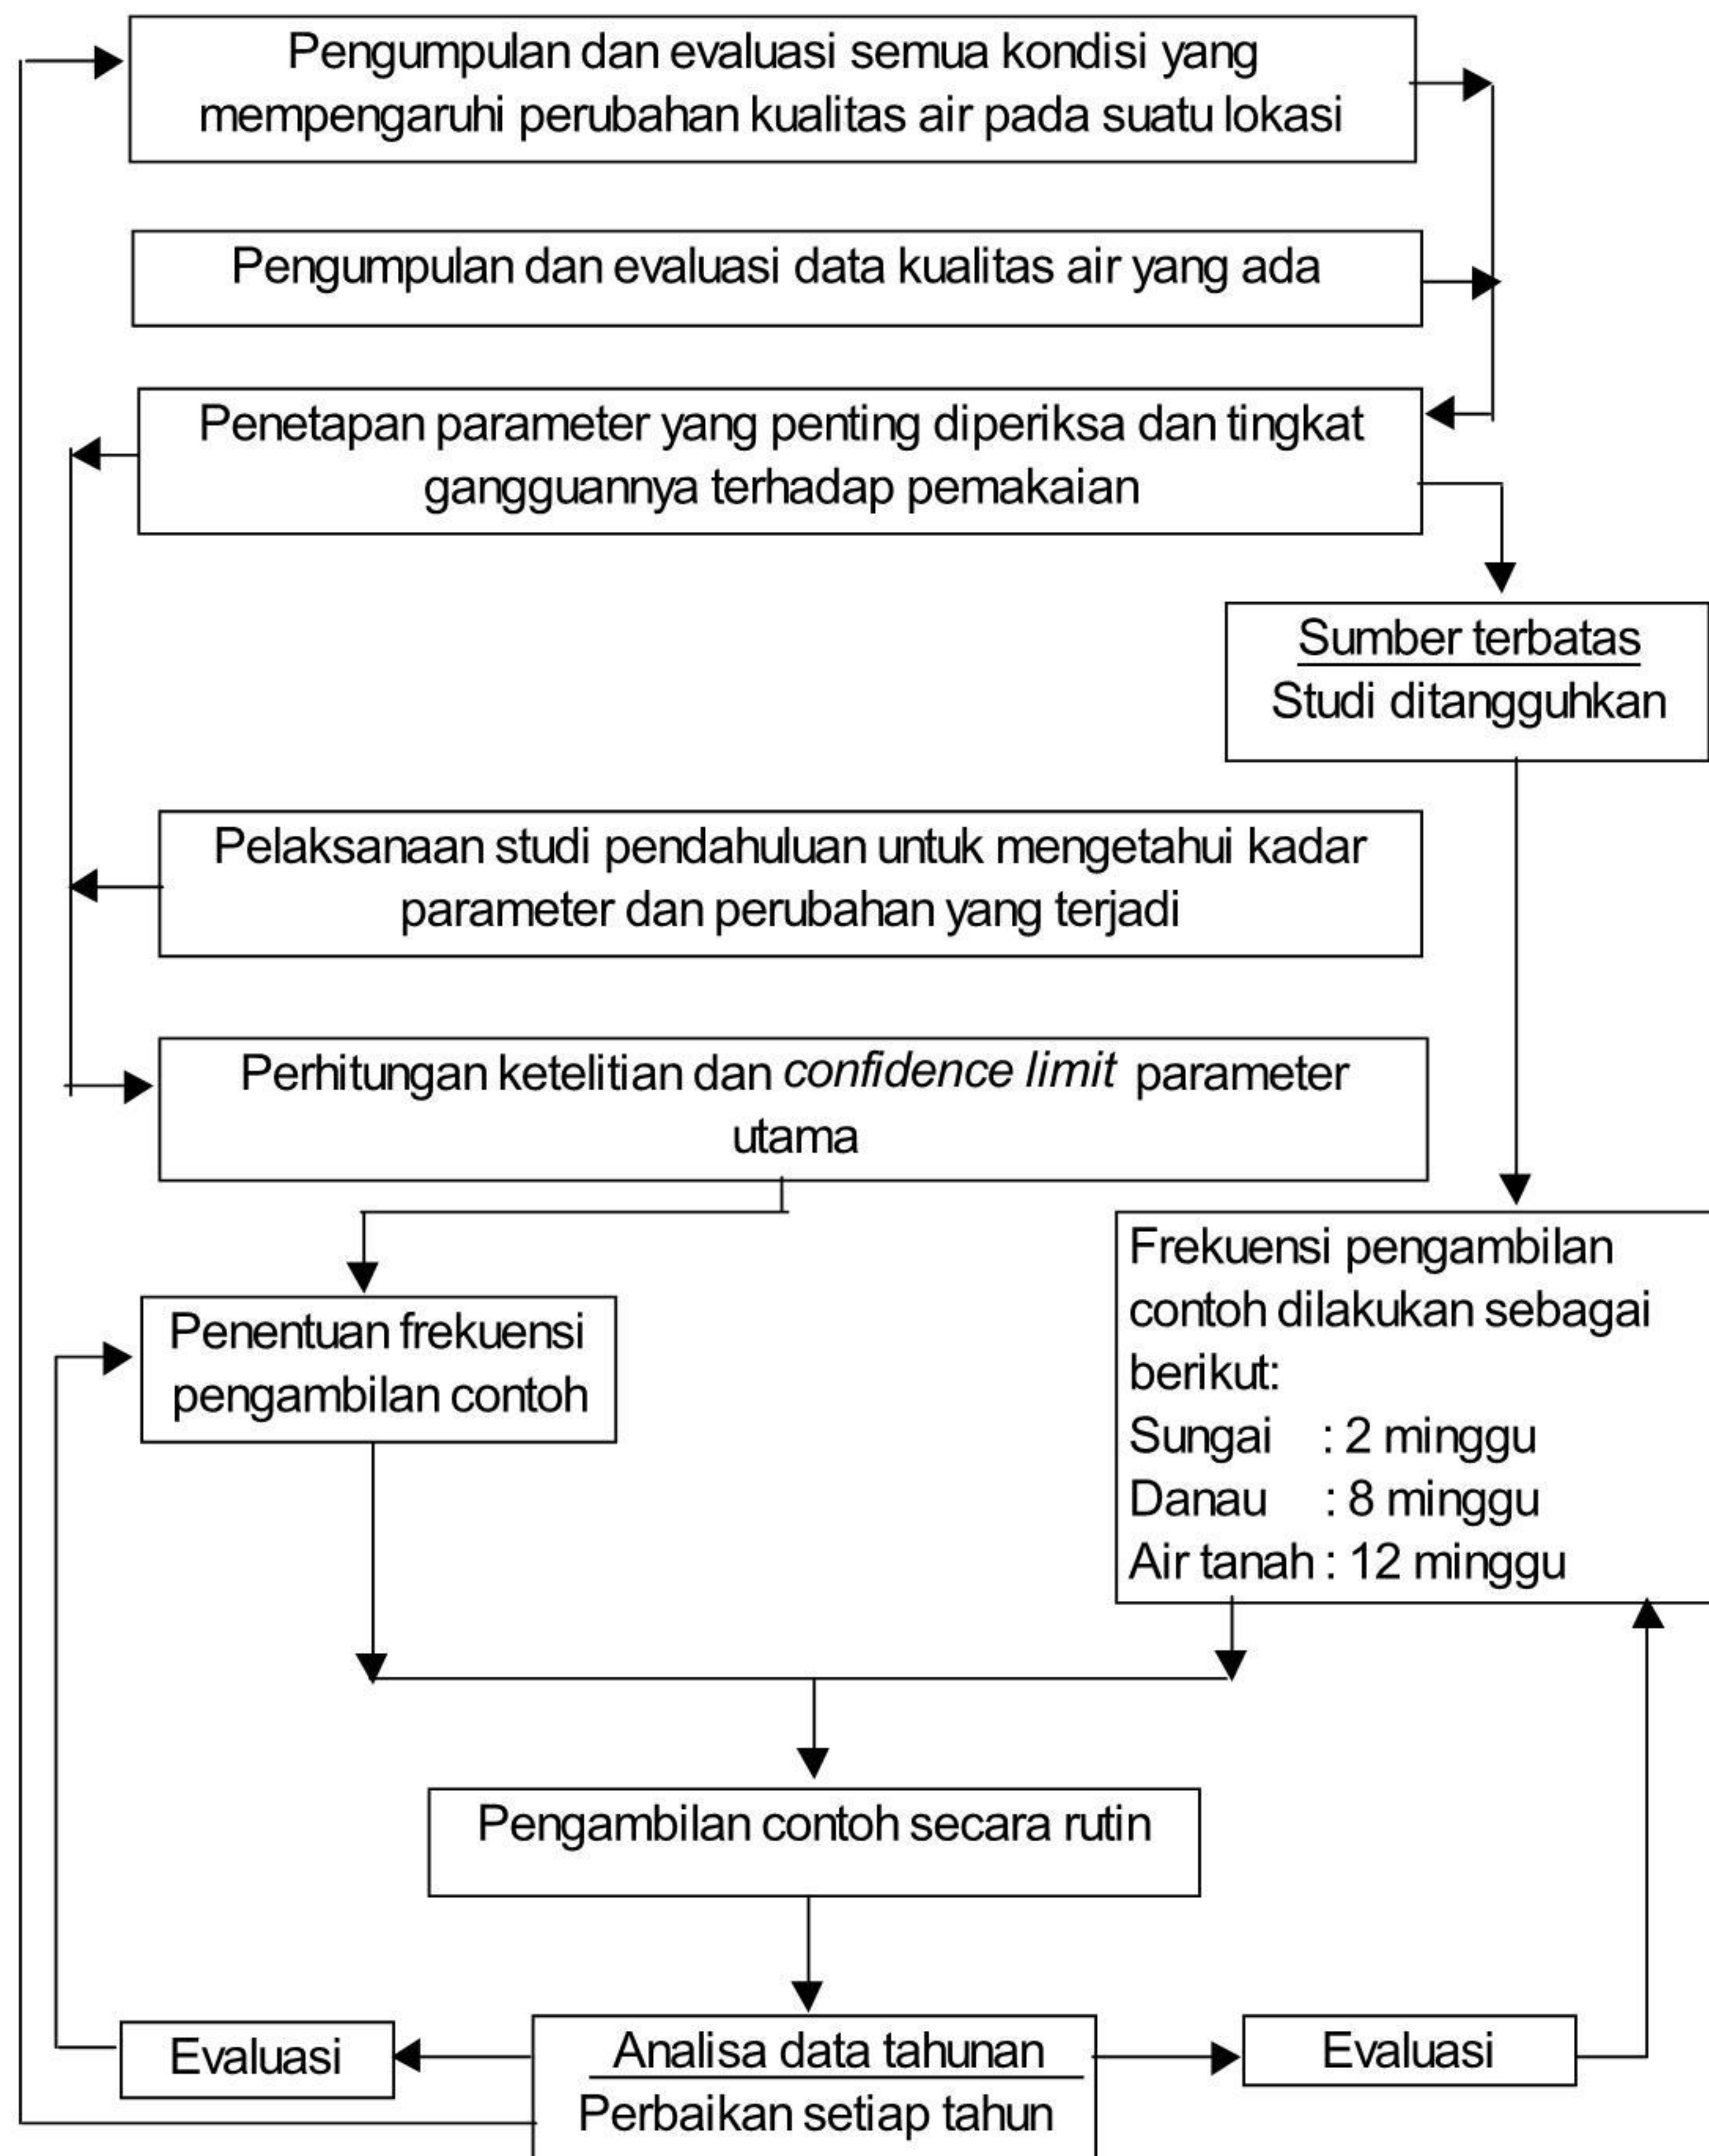 Pengumpulan dan evaluasi semua kondisi yang
mempengaruhi perubahan kualitas air pada suatu lokasi
Pengumpulan dan evaluasi data kualitas air yang ada
Penetapan parameter yang penting diperiksa dan tingkat
gangguannya terhadap pemakaian
Sumber terbatas
Studi ditangguhkan
Pelaksanaan studi pendahuluan untuk mengetahui kadar
parameter dan perubahan yang terjadi
Perhitungan ketelitian dan confidence limit parameter
utama
Penentuan frekuensi
pengambilan contoh
Frekuensi pengambilan
contoh dilakukan sebagai
berikut:
Sungai : 2 minggu
Danau : 8 minggu
Air tanah : 12 minggu
Pengambilan contoh secara rutin
Evaluasi
Analisa data tahunan
Perbaikan setiap tahun
Evaluasi